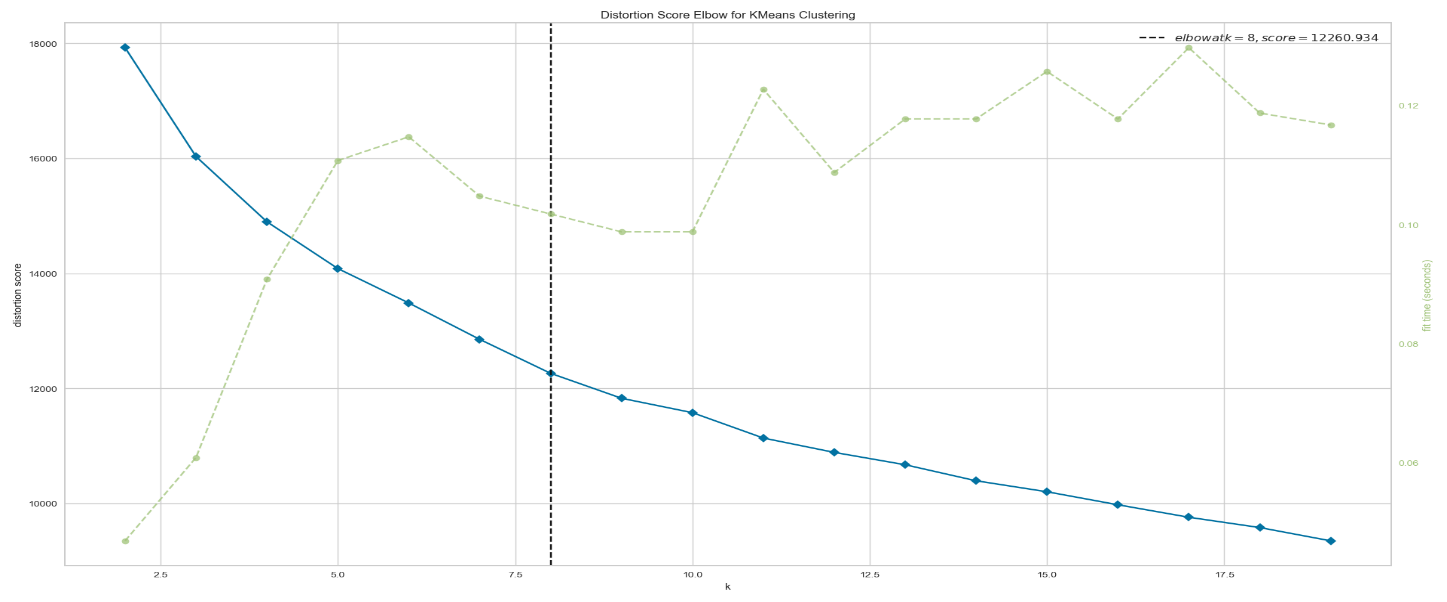 Distortion Score Elbow for KMeans Clustering
elbowatk = 8, score = 12260.934
18000
16000
14000
12000
10000
distortion score
0.12
0.10
0.08
0.06
fit time (seconds)
2.5 5.0 7.5 10.0 12.5 15.0 17.5
k